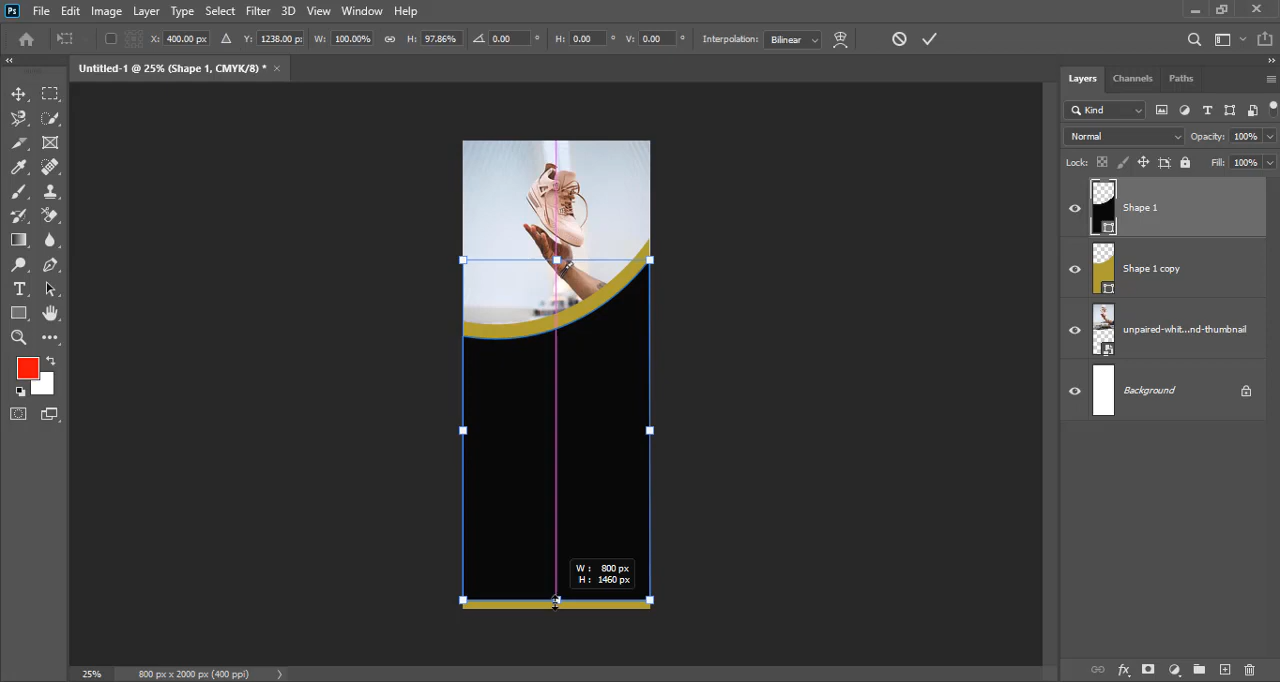 Ps File Edit Image Layer Type Select Filter 3D View Window Help
X: 400.00 px Y: 1238.00 px W: 100.00% H: 97.86% 0.00 ° H: 0.00 ° V: 0.00 ° Interpolation: Bilinear
Untitled-1 @ 25% (Shape 1, CMYK/8) * ×
Layers Channels Paths
Kind
Normal Opacity: 100%
Lock: Fill: 100%
Shape 1
Shape 1 copy
unpaired-whit...nd-thumbnail
Background
W : 800 px
H : 1460 px
25% 800 px x 2000 px (400 ppi)